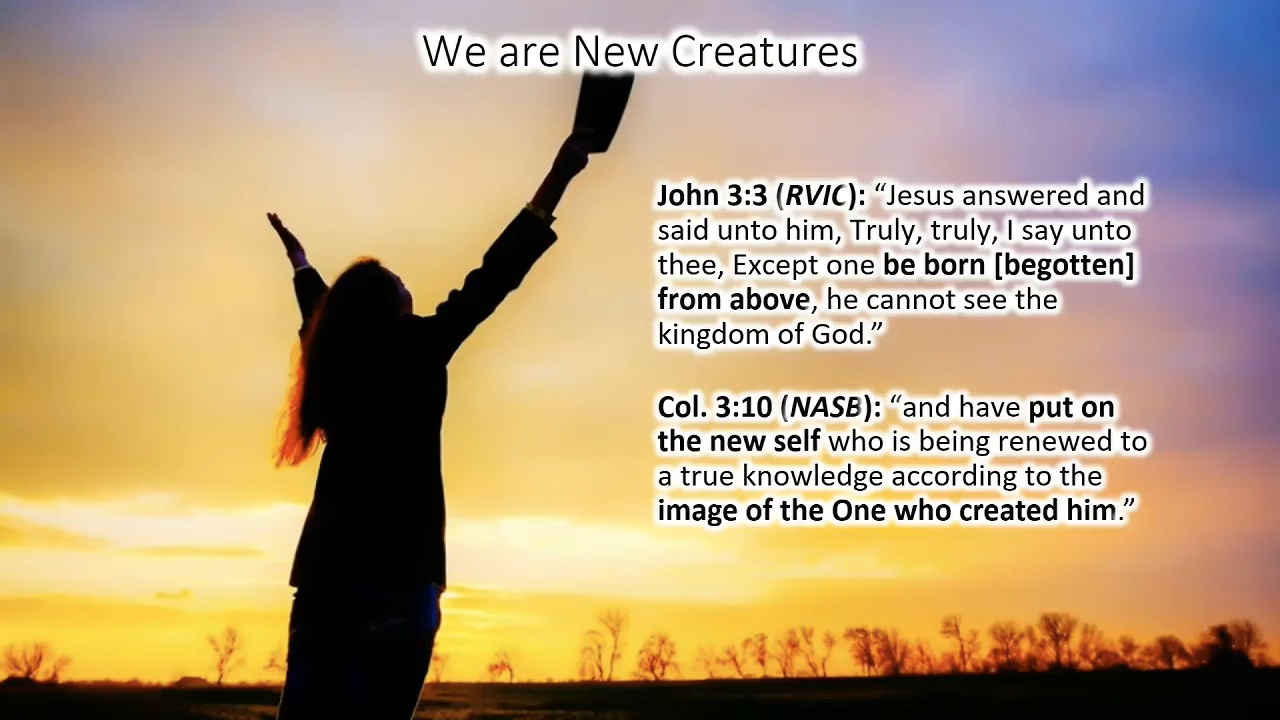 We are New Creatures
John 3:3 (RVIC): “Jesus answered and
said unto him, Truly, truly, I say unto
thee, Except one be born [begotten]
from above, he cannot see the
kingdom of God.”
Col. 3:10 (NASB): “and have put on
the new self who is being renewed to
a true knowledge according to the
image of the One who created him.”